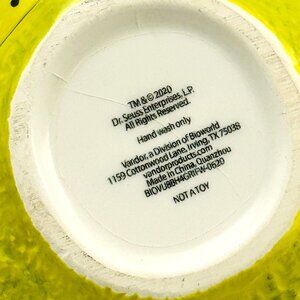 TM & © 2020
Dr. Seuss Enterprises, L.P.
All Rights Reserved.
Hand wash only
Vandor, a Division of Bioworld
1159 Cottonwood Lane, Irving, TX 75038
vandorproducts.com
Made in China, Quanzhou
NOT A TOY